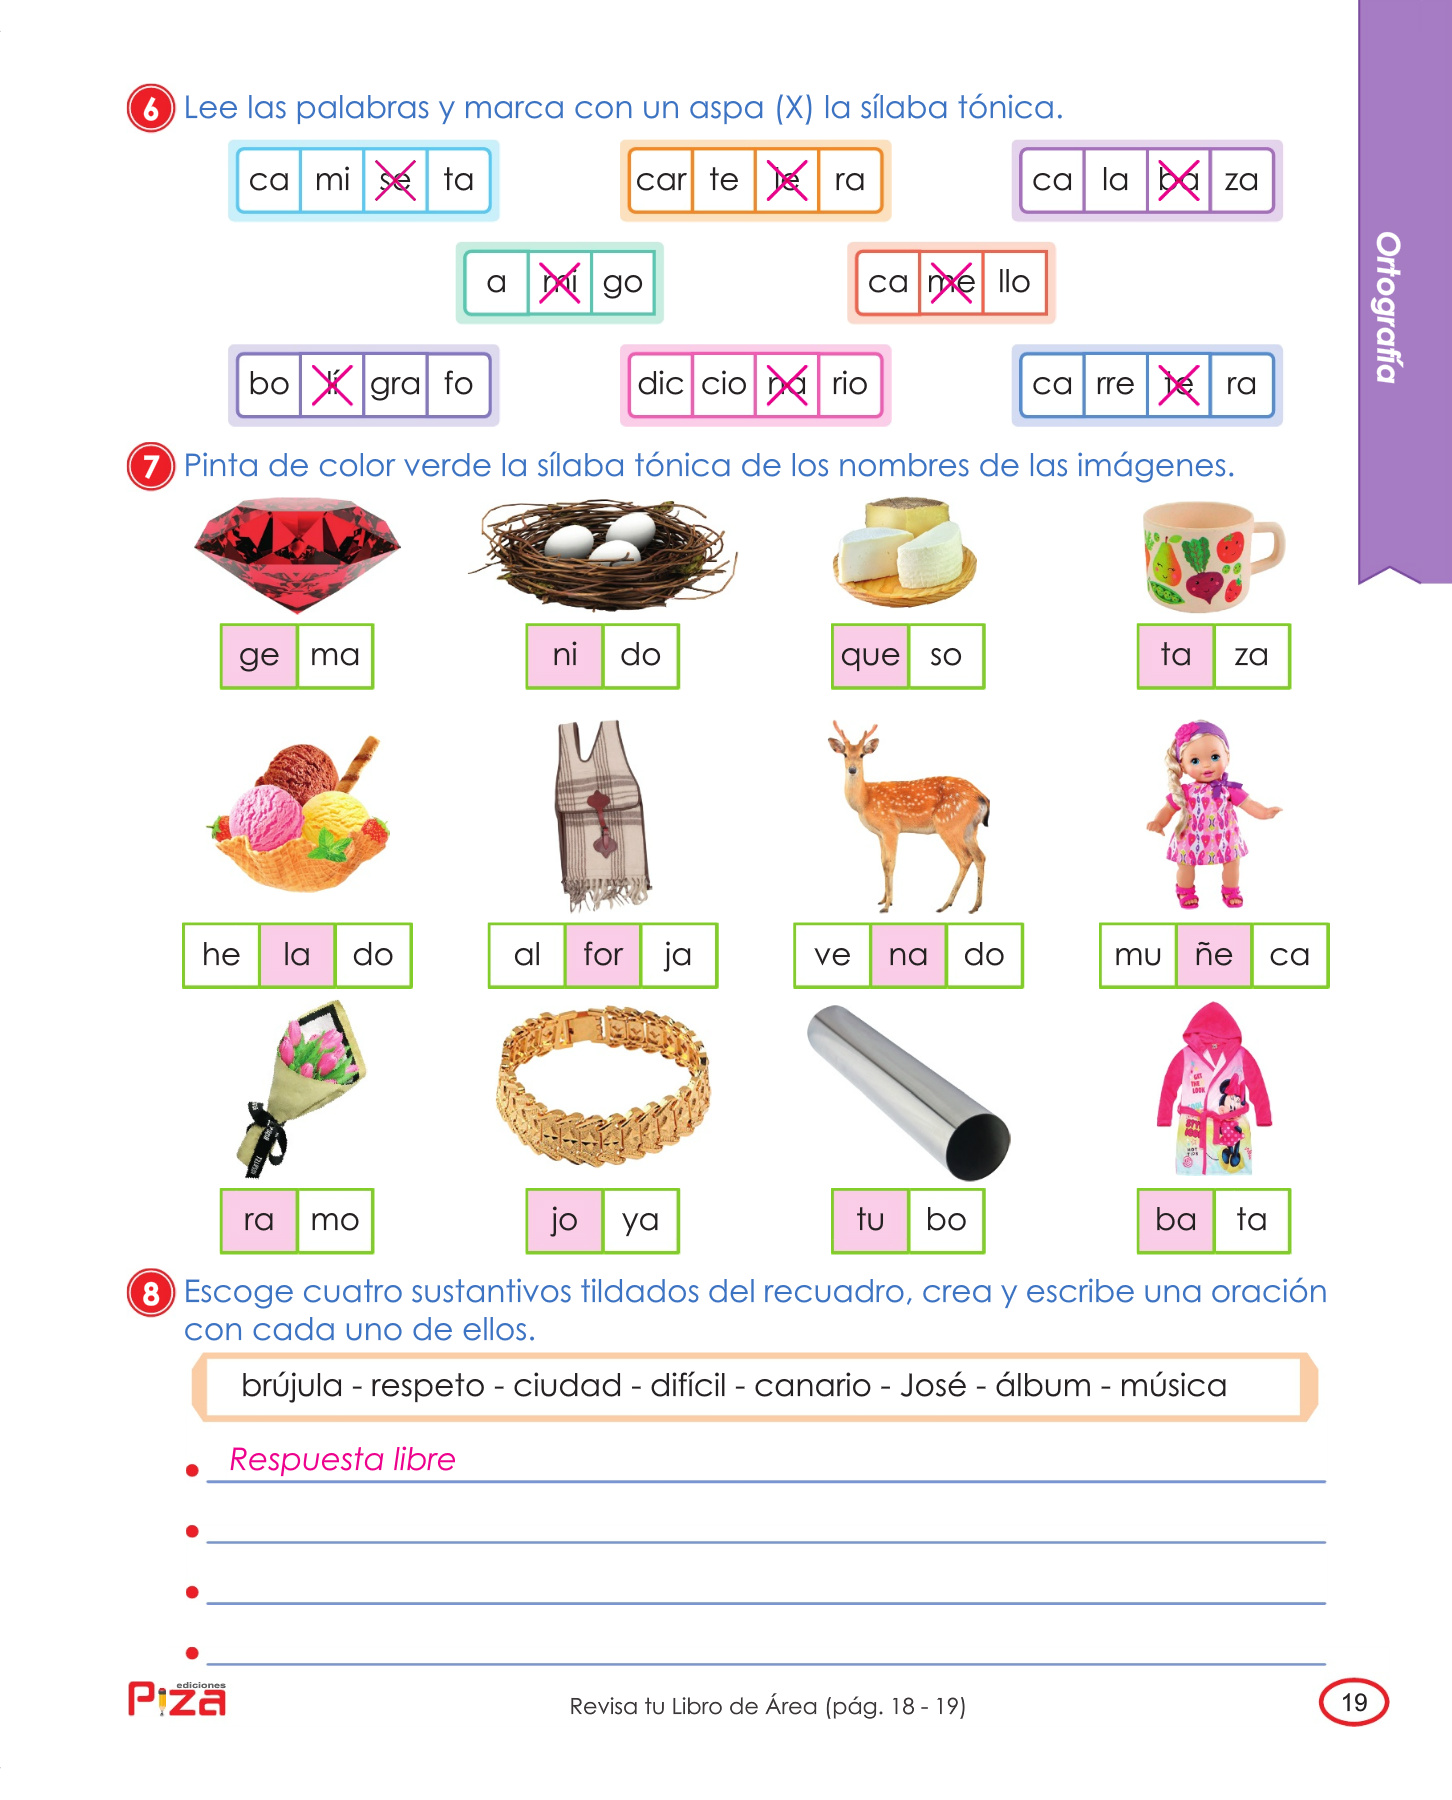 6 Lee las palabras y marca con un aspa (X) la sílaba tónica.
ca mi se ta
car te le ra
ca la ba za
a mi go
ca me llo
bo lí gra fo
dic cio na rio
ca rre te ra
Ortografía
7 Pinta de color verde la sílaba tónica de los nombres de las imágenes.
ge ma
ni do
que so
ta za
he la do
al for ja
ve na do
mu ñe ca
GET
THE
LOOK
ra mo
jo ya
tu bo
ba ta
8 Escoge cuatro sustantivos tildados del recuadro, crea y escribe una oración
con cada uno de ellos.
brújula - respeto - ciudad - difícil - canario - José - álbum - música
Respuesta libre
ediciones
Piza
Revisa tu Libro de Área (pág. 18 - 19)
19